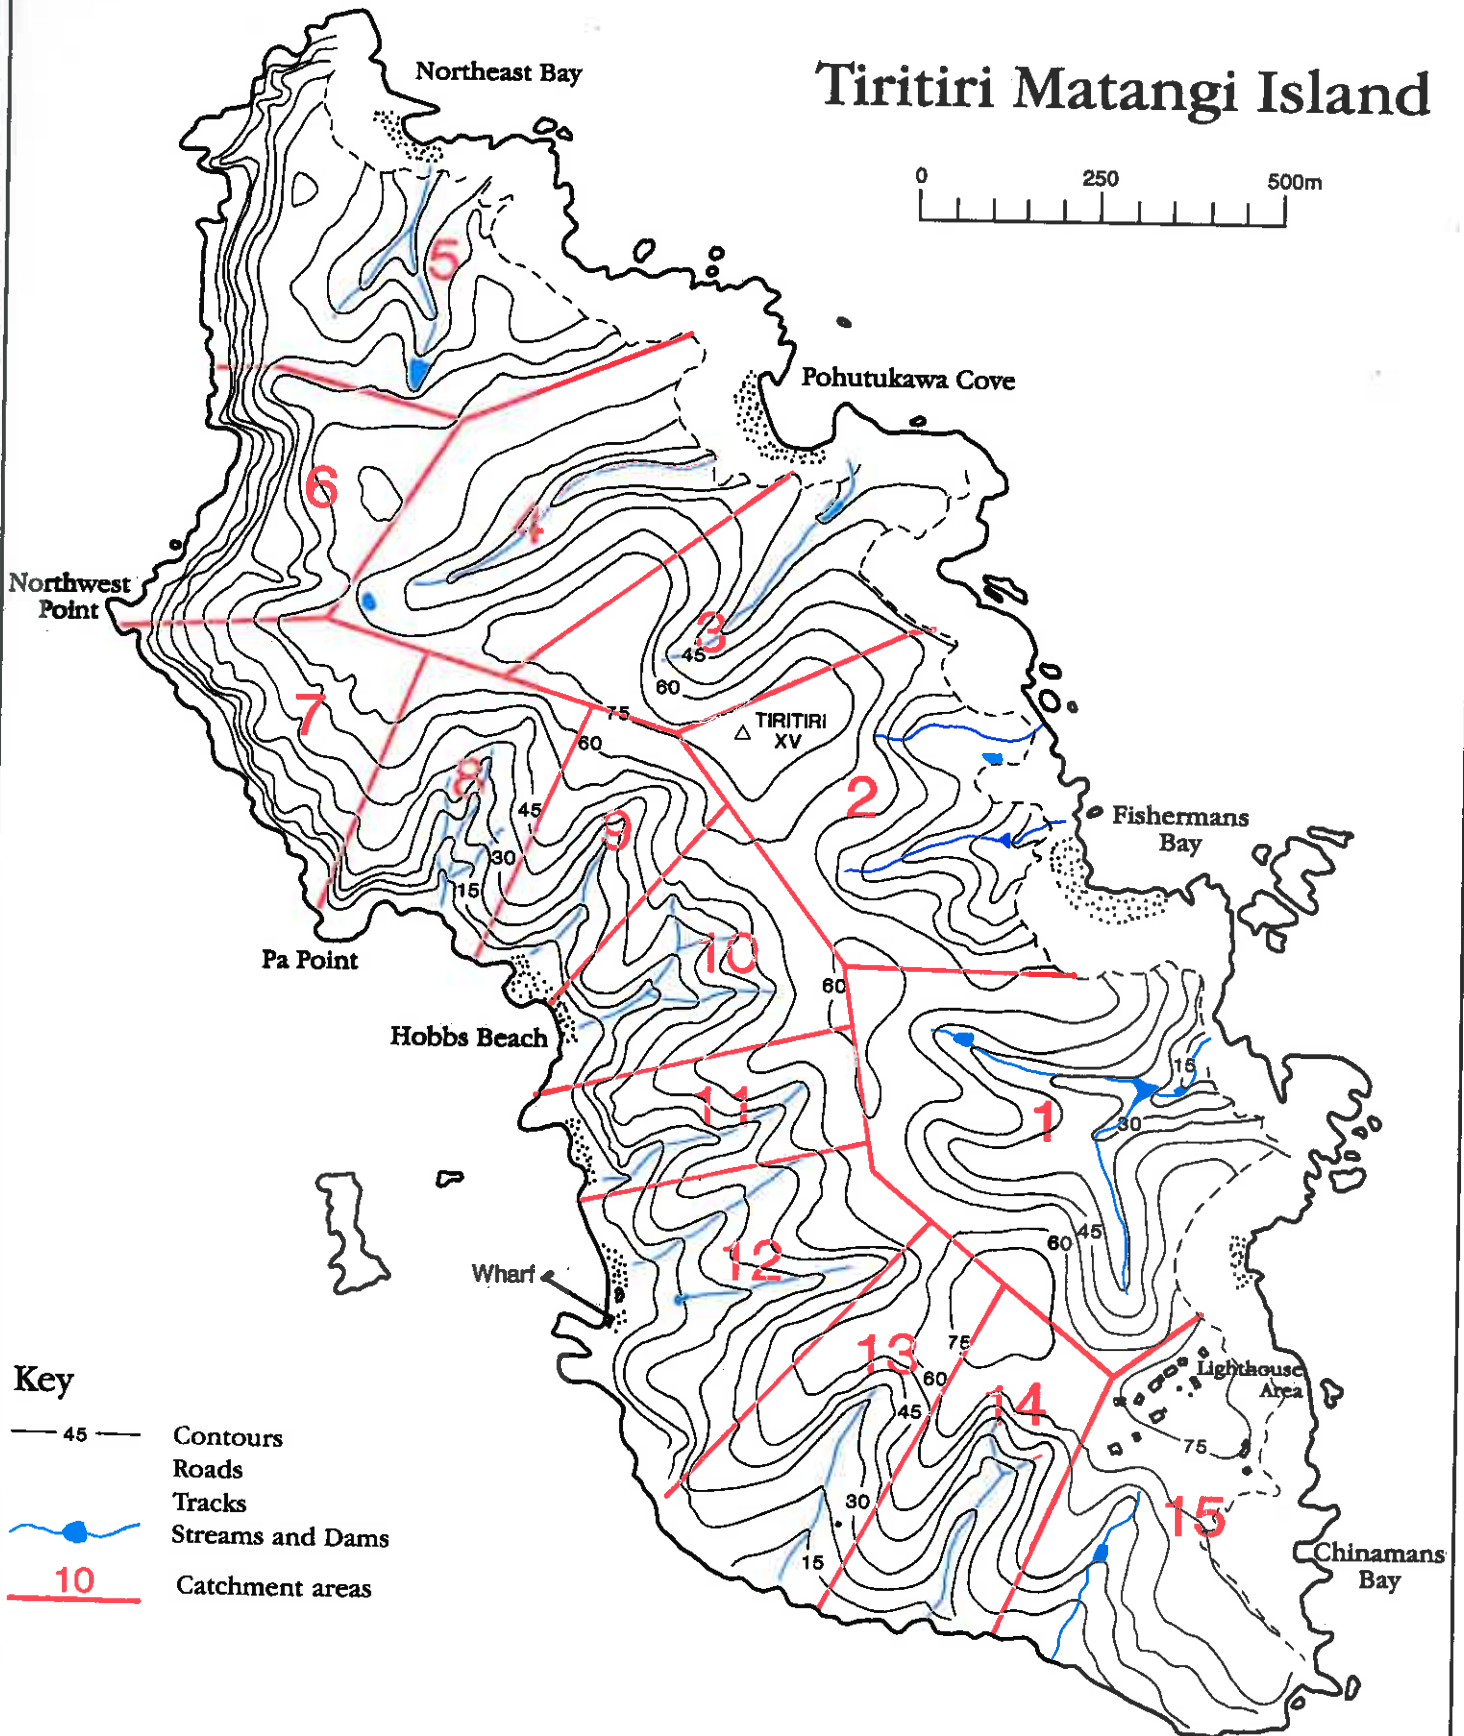 Tiritiri Matangi Island
Northeast Bay
0 250 500m
5
Pohutukawa Cove
6
4
Northwest
Point
3
45
60
7
75
TIRITIRI
XV
60
8
2
45
9
Fishermans
Bay
30
15
10
Pa Point
60
Hobbs Beach
15
11
1
30
45
60
12
Wharf
13
75
Lighthouse
Area
60
14
45
75
30
15
15
Chinamans
Bay
Key
45 Contours
Roads
Tracks
Streams and Dams
10 Catchment areas